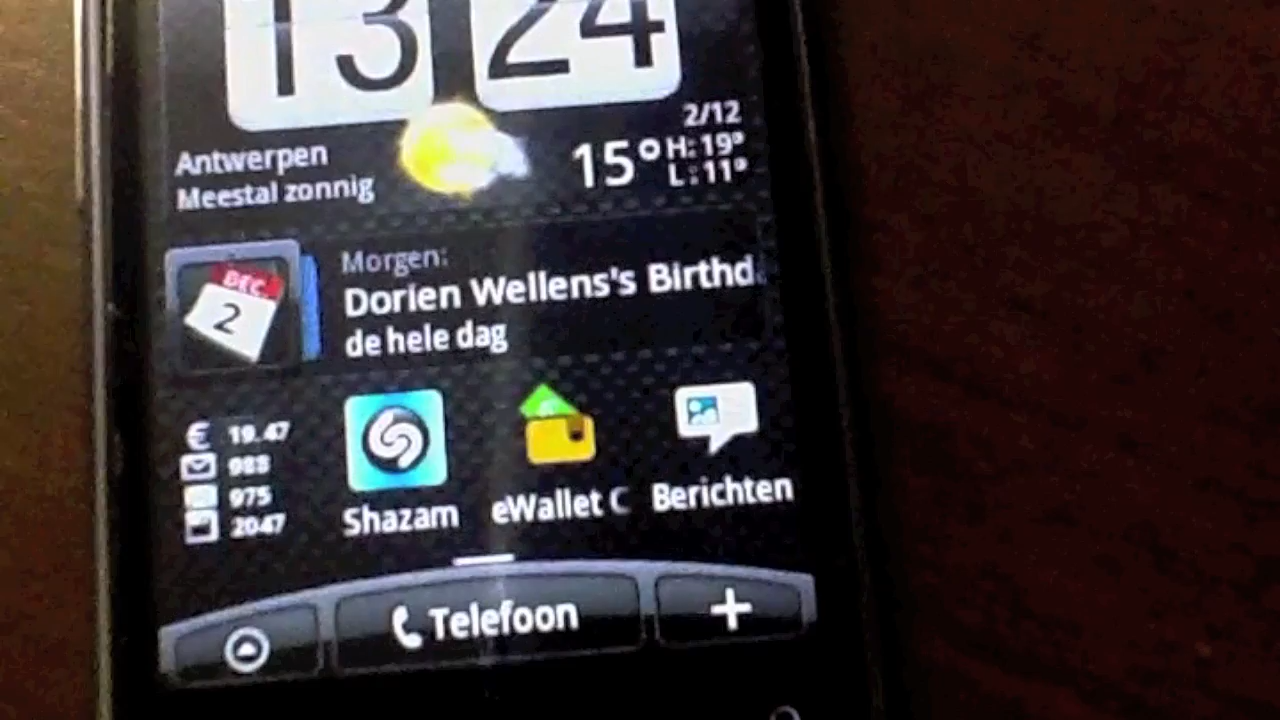 13 24
2/12
Antwerpen
Meestal zonnig
15° H: 19°
L: 11°
Morgen:
DEC.
2
Dorien Wellens's Birthd
de hele dag
€ 19.47
988
975
2047
Shazam
eWallet C
Berichten
Telefoon